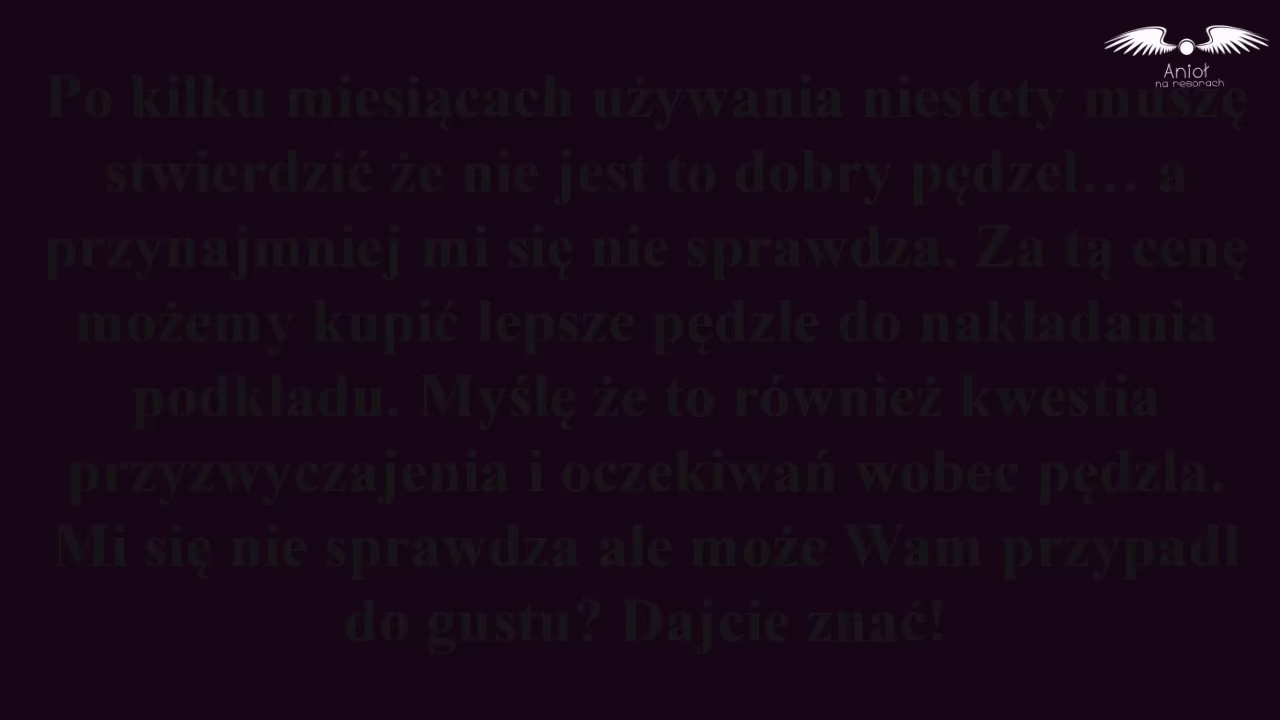 Anioł
na resorach
Po kilku miesiącach używania niestety muszę
stwierdzić że nie jest to dobry pędzel… a
przynajmniej mi się nie sprawdza. Za tą cenę
możemy kupić lepsze pędzle do nakładania
podkładu. Myślę że to również kwestia
przyzwyczajenia i oczekiwań wobec pędzla.
Mi się nie sprawdza ale może Wam przypadł
do gustu? Dajcie znać!